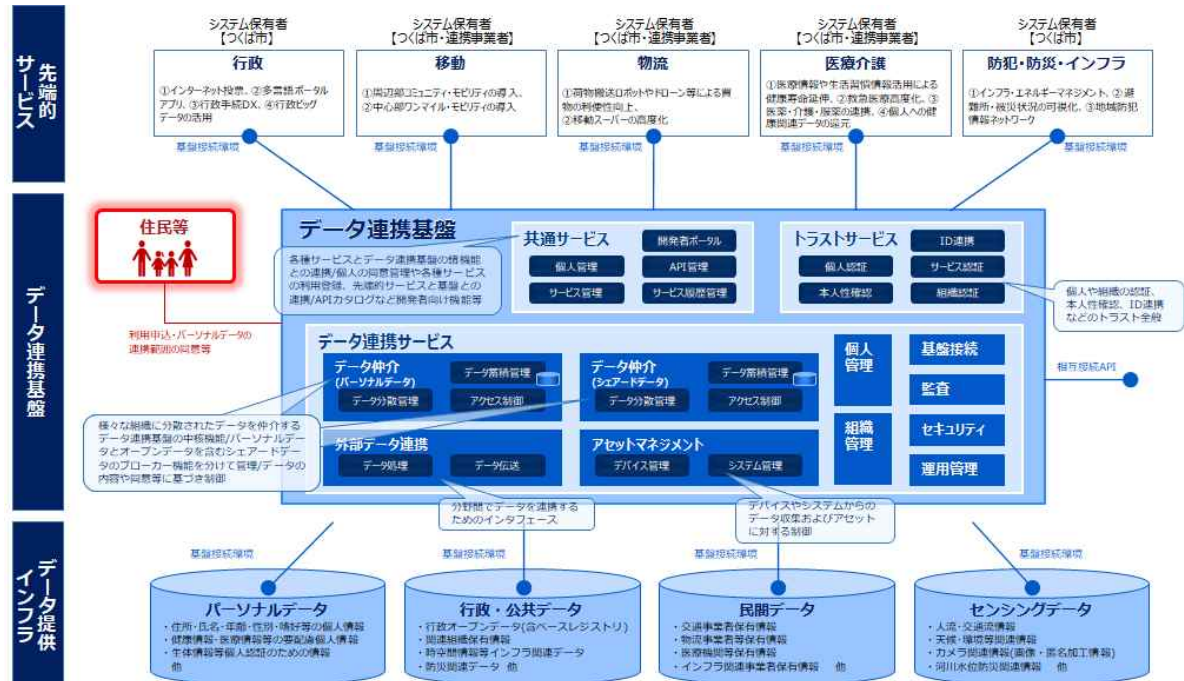 先端的
サービス
システム保有者
【つくば市】
行政
①インターネット投票、②多言語ポータル
アプリ、③行政手続DX、④行政ビッグ
データの活用
基盤接続環境
システム保有者
【つくば市・連携事業者】
移動
①周辺部コミュニティ・モビリティの導入、
②中心部ワンマイル・モビリティの導入
基盤接続環境
システム保有者
【つくば市・連携事業者】
物流
①荷物搬送ロボットやドローン等による買
物の利便性向上、
②移動スーパーの高度化
基盤接続環境
システム保有者
【つくば市・連携事業者】
医療介護
①医療情報や生活習慣情報活用による
健康寿命延伸、②救急医療高度化、③
医薬・介護・服薬の連携、④個人への健
康関連データの還元
基盤接続環境
システム保有者
【つくば市】
防犯・防災・インフラ
①インフラ・エネルギーマネジメント、②避
難所・被災状況の可視化、③地域防犯
情報ネットワーク
基盤接続環境
データ連携基盤
住民等
利用申込・パーソナルデータの
連携範囲の同意等
データ連携基盤
各種サービスとデータ連携基盤の諸機能
との連携/個人の同意管理や各種サービス
の利用登録、先端的サービスと基盤との
連携/APIカタログなど開発者向け機能等
共通サービス
開発者ポータル
個人管理
API管理
サービス管理
サービス履歴管理
トラストサービス
ID連携
個人認証
サービス認証
本人性確認
組織認証
個人や組織の認証、
本人性確認、ID連携
などのトラスト全般
データ連携サービス
データ仲介
(パーソナルデータ)
データ蓄積管理
データ分散管理
アクセス制御
データ仲介
(シェアードデータ)
データ蓄積管理
データ分散管理
アクセス制御
個人
管理
組織
管理
基盤接続
監査
セキュリティ
運用管理
相互接続API
様々な組織に分散されたデータを仲介する
データ連携基盤の中核機能/パーソナルデー
タとオープンデータを含むシェアードデータ
のブローカー機能を分けて管理/データの
内容や同意等に基づき制御
外部データ連携
データ処理
データ伝送
アセットマネジメント
デバイス管理
システム管理
分野間でデータを連携する
ためのインタフェース
デバイスやシステムからの
データ収集およびアセット
に対する制御
データ提供
インフラ
基盤接続環境
パーソナルデータ
・住所・氏名・年齢・性別・嗜好等の個人情報
・健康情報・医療情報等の要配慮個人情報
・生体情報等個人認証のための情報
他
基盤接続環境
行政・公共データ
・行政オープンデータ(含ベースレジストリ)
・関連組織保有情報
・時空間情報等インフラ関連データ
・防災関連データ 他
基盤接続環境
民間データ
・交通事業者保有情報
・物流事業者等保有情報
・医療機関等保有情報
・インフラ関連事業者保有情報 他
基盤接続環境
センシングデータ
・人流・交通流情報
・天候・環境等関連情報
・カメラ関連情報(画像・匿名加工情報)
・河川水位防災関連情報 他